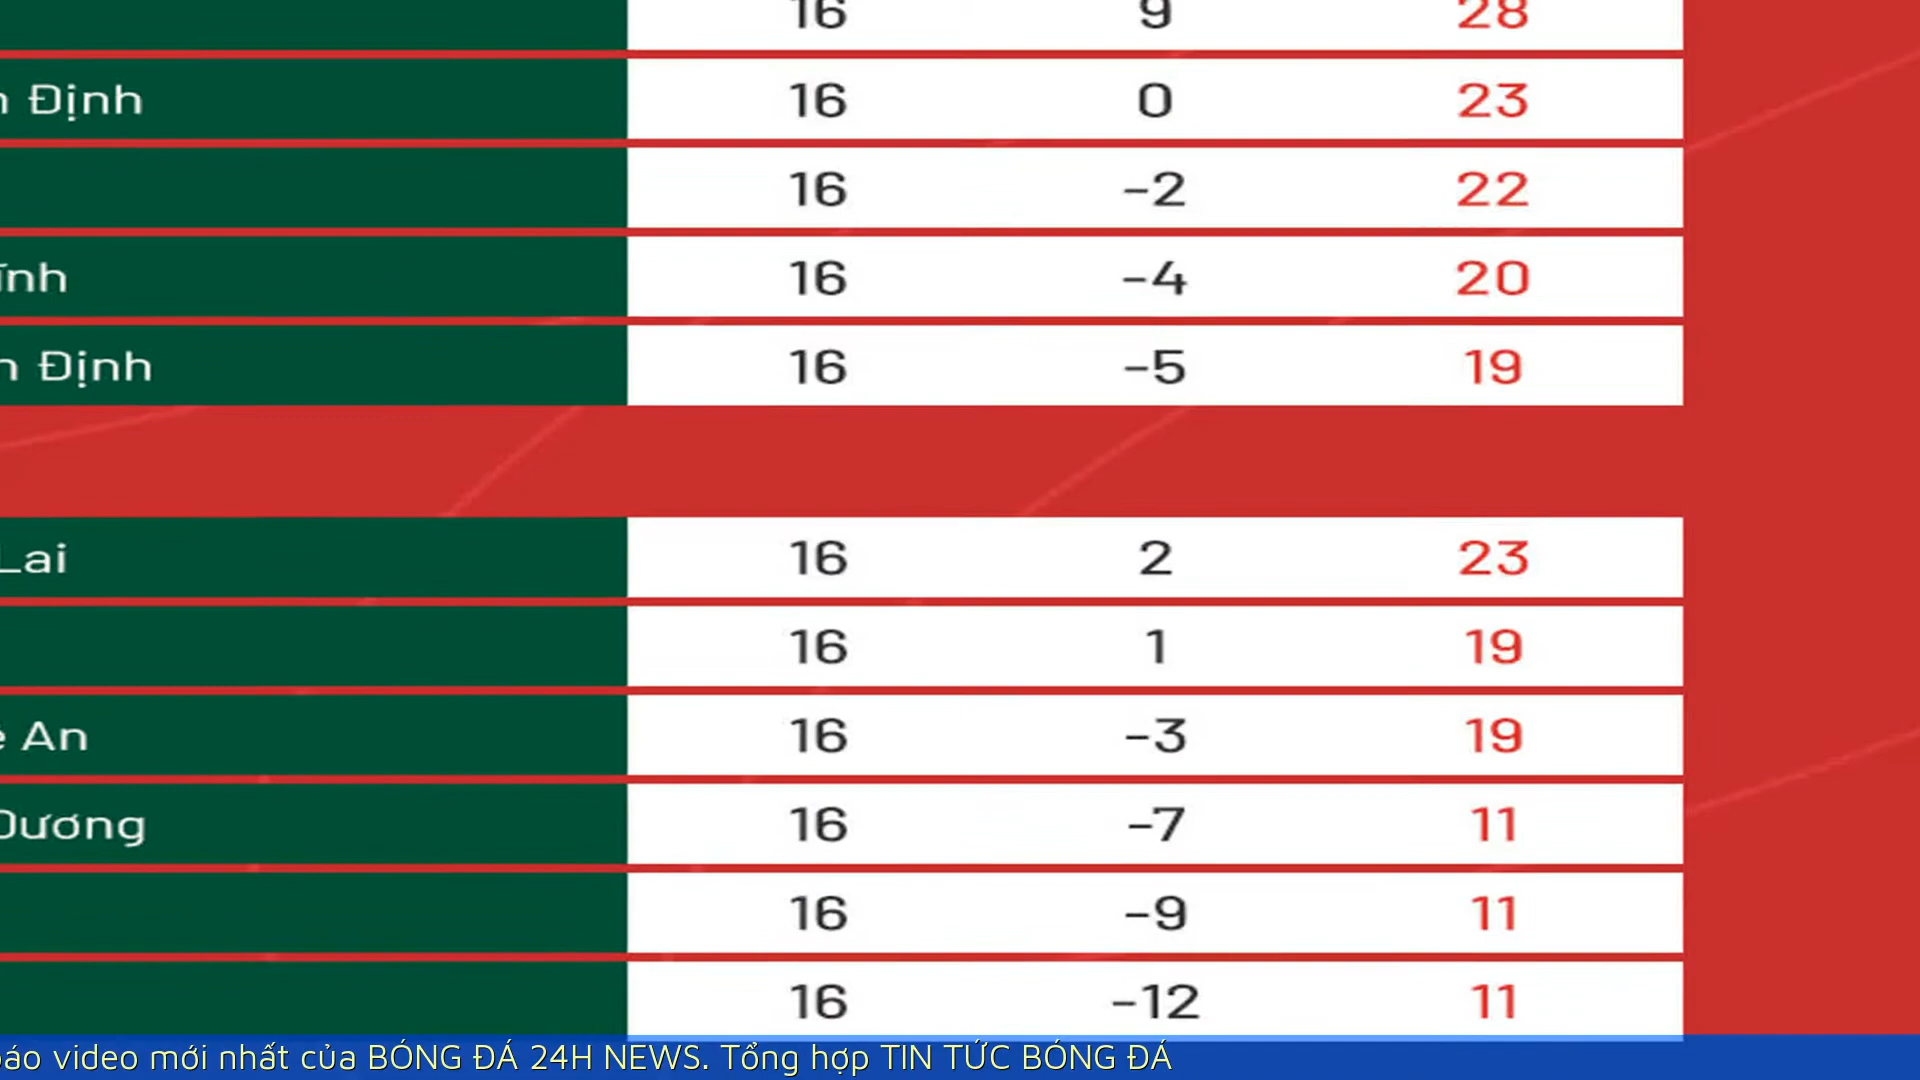 16 9 28
Định 16 0 23
16 -2 22
16 -4 20
Định 16 -5 19
Lai 16 2 23
16 1 19
An 16 -3 19
Dương 16 -7 11
16 -9 11
16 -12 11
video mới nhất của BÓNG ĐÁ 24H NEWS. Tổng hợp TIN TỨC BÓNG ĐÁ